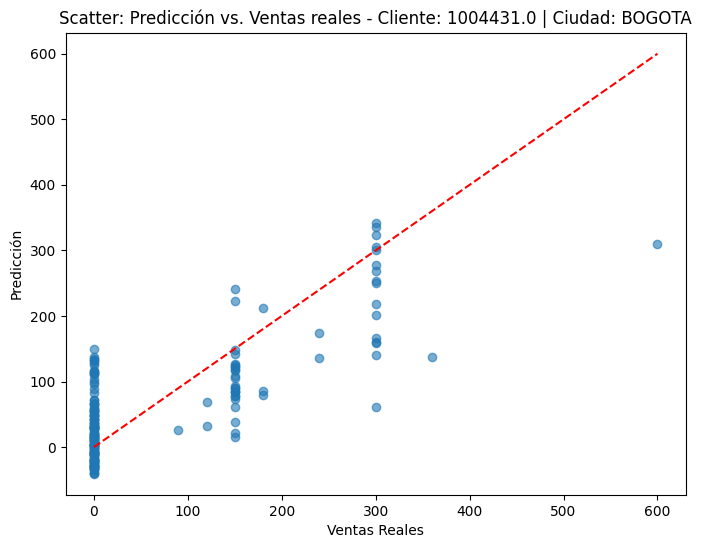 Scatter: Predicción vs. Ventas reales - Cliente: 1004431.0 | Ciudad: BOGOTA
600
500
400
300
200
100
0
Predicción
0 100 200 300 400 500 600
Ventas Reales